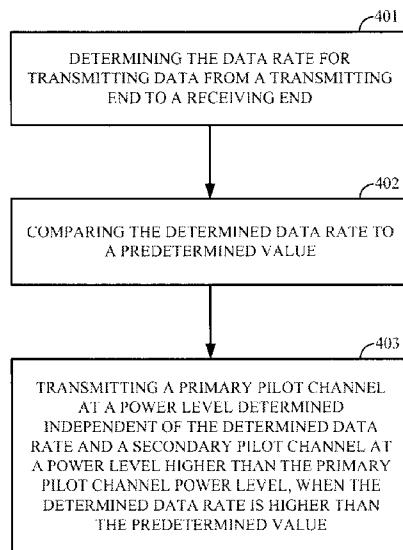 401
DETERMINING THE DATA RATE FOR
TRANSMITTING DATA FROM A TRANSMITTING
END TO A RECEIVING END
402
COMPARING THE DETERMINED DATA RATE TO
A PREDETERMINED VALUE
403
TRANSMITTING A PRIMARY PILOT CHANNEL
AT A POWER LEVEL DETERMINED
INDEPENDENT OF THE DETERMINED DATA
RATE AND A SECONDARY PILOT CHANNEL AT
A POWER LEVEL HIGHER THAN THE PRIMARY
PILOT CHANNEL POWER LEVEL, WHEN THE
DETERMINED DATA RATE IS HIGHER THAN
THE PREDETERMINED VALUE